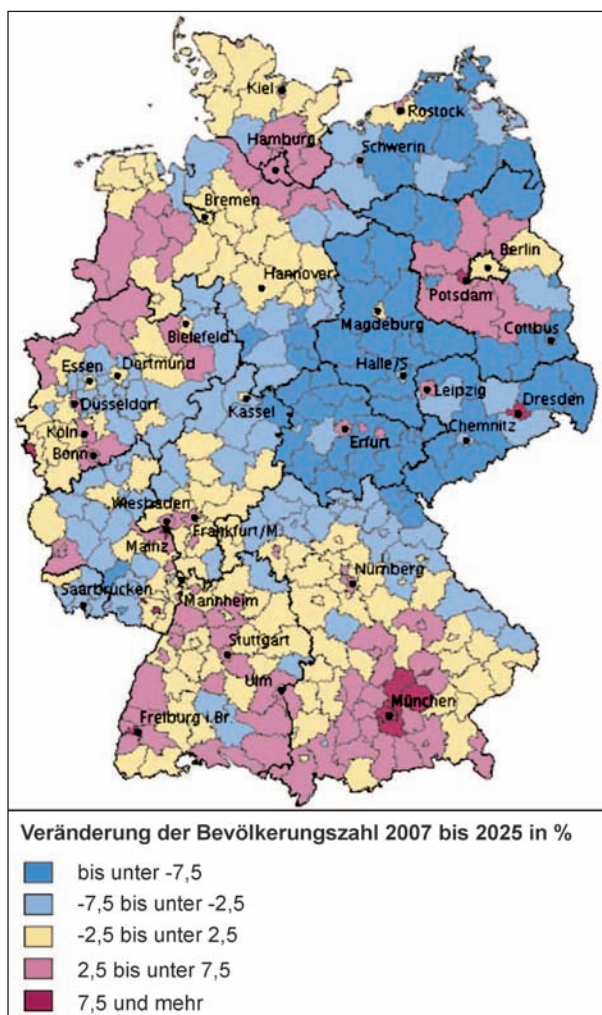 Kiel
Rostock
Hamburg
Schwerin
Bremen
Berlin
Hannover
Potsdam
Magdeburg
Bielefeld
Cottbus
Essen
Dortmund
Halle/S
Leipzig
Düsseldorf
Kassel
Dresden
Köln
Erfurt
Chemnitz
Bonn
Wiesbaden
Frankfurt/M.
Mainz
Nürnberg
Saarbrücken
Mannheim
Stuttgart
Ulm
München
Freiburg i.Br.
Veränderung der Bevölkerungszahl 2007 bis 2025 in %
bis unter -7,5
-7,5 bis unter -2,5
-2,5 bis unter 2,5
2,5 bis unter 7,5
7,5 und mehr